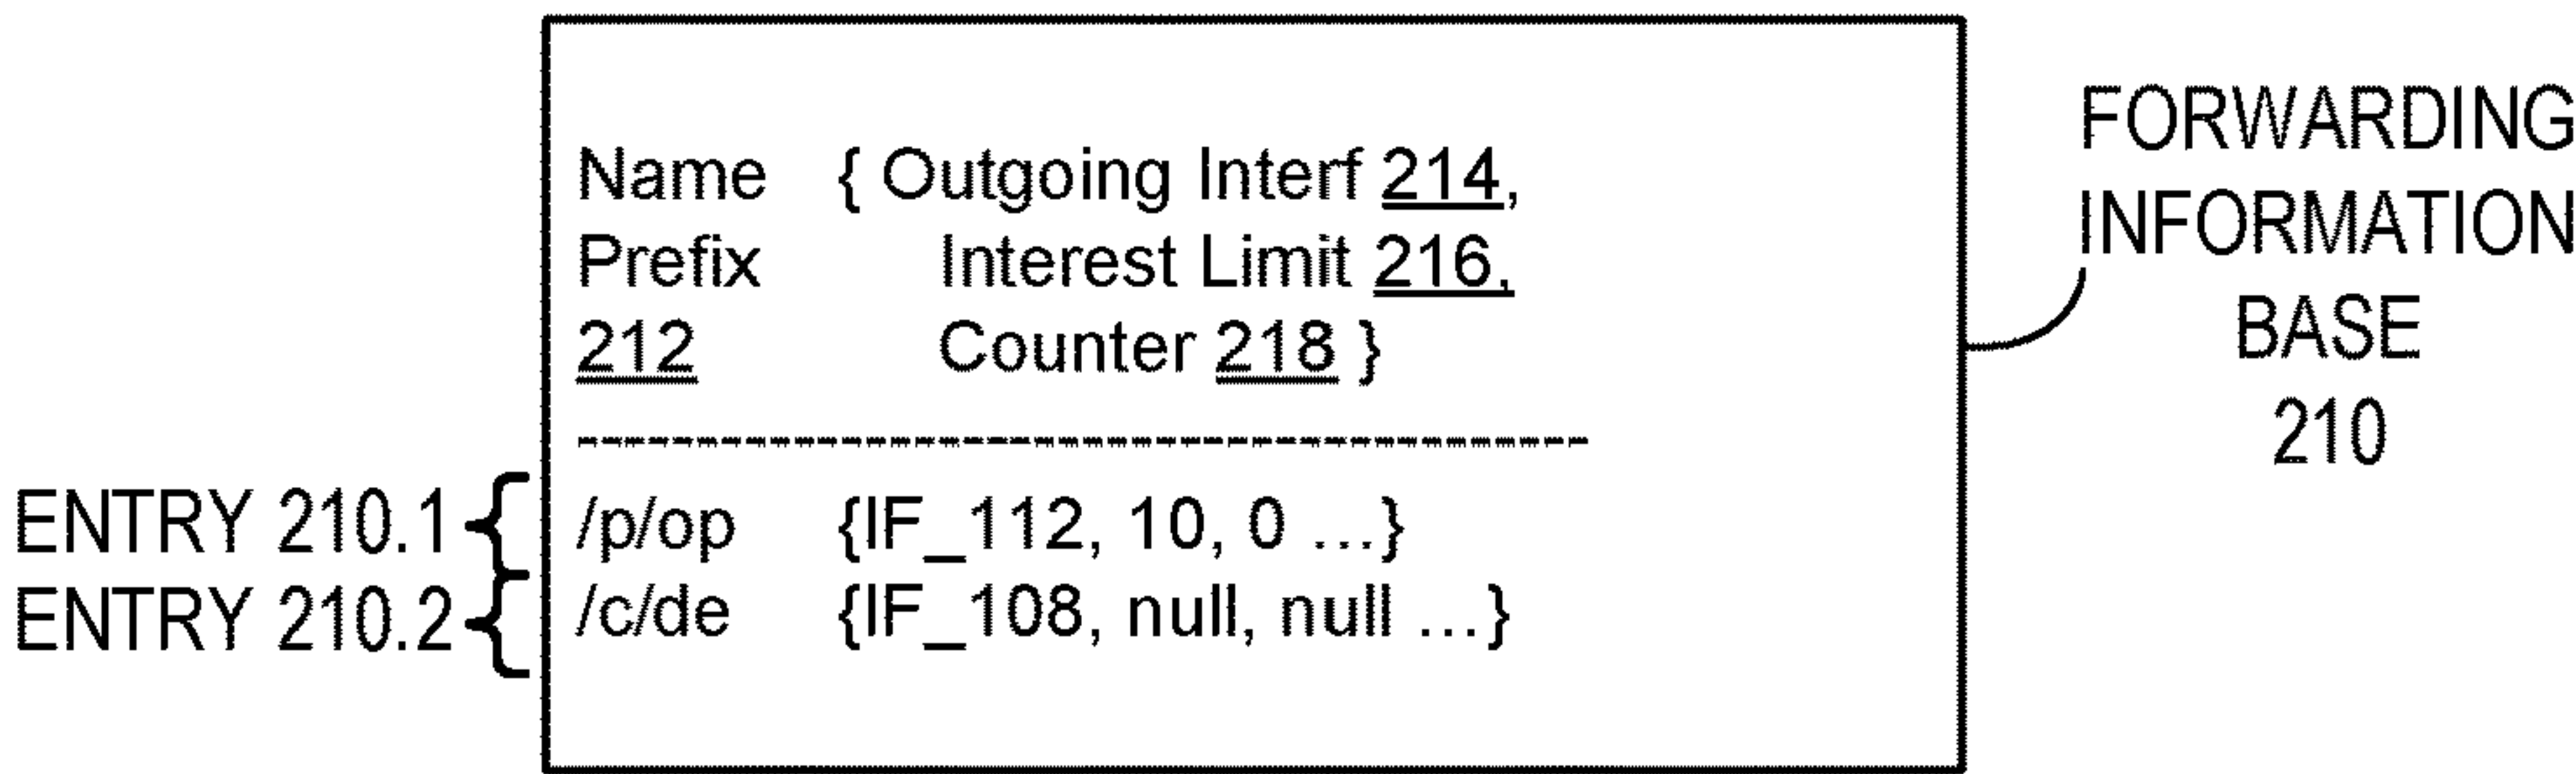 Name { Outgoing Interf 214,
Prefix Interest Limit 216,
212 Counter 218 }
ENTRY 210.1 /p/op {IF_112, 10, 0 ...}
ENTRY 210.2 /c/de {IF_108, null, null ...}
FORWARDING
INFORMATION
BASE
210